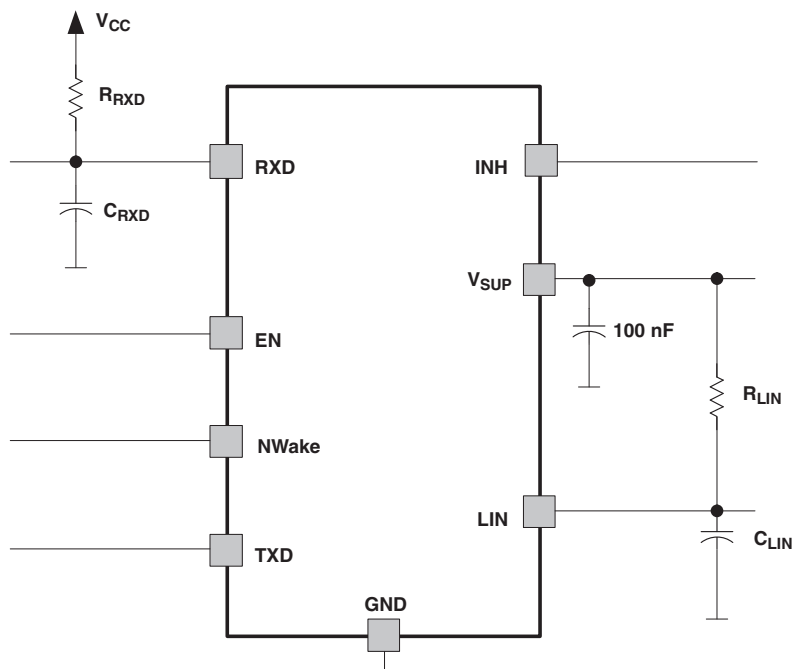 VCC
RRXD
RXD
INH
CRXD
VSUP
100 nF
EN
RLIN
NWake
LIN
CLIN
TXD
GND